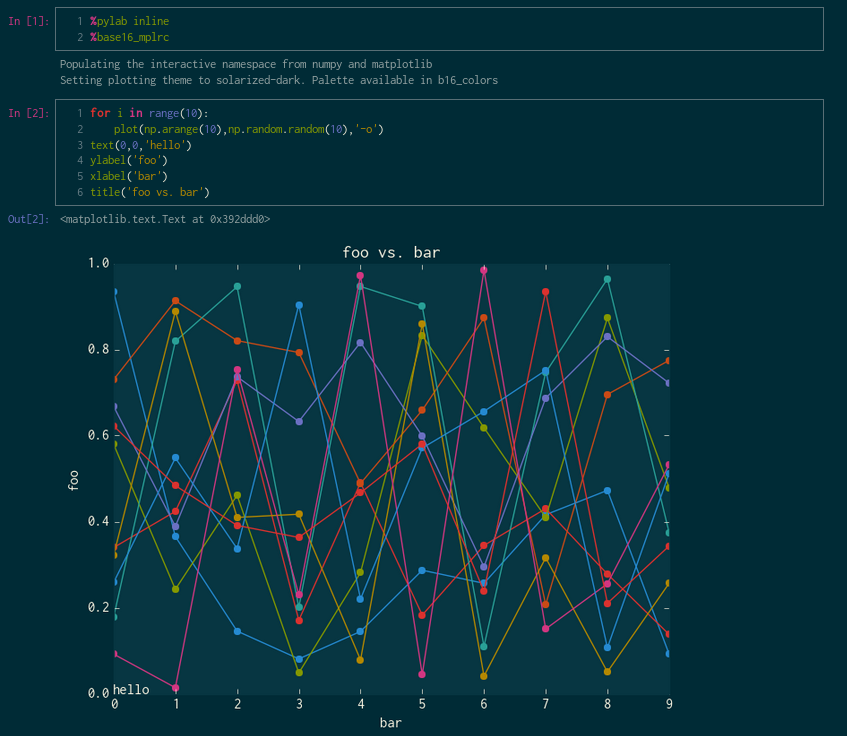 In [1]: 1 %pylab inline
2 %base16_mplrc
Populating the interactive namespace from numpy and matplotlib
Setting plotting theme to solarized-dark. Palette available in b16_colors
In [2]: 1 for i in range(10):
2 plot(np.arange(10),np.random.random(10),'-o')
3 text(0,0,'hello')
4 ylabel('foo')
5 xlabel('bar')
6 title('foo vs. bar')
Out[2]: <matplotlib.text.Text at 0x392ddd0>
foo vs. bar
1.0
0.8
0.6
foo
0.4
0.2
0.0 hello
0 1 2 3 4 5 6 7 8 9
bar